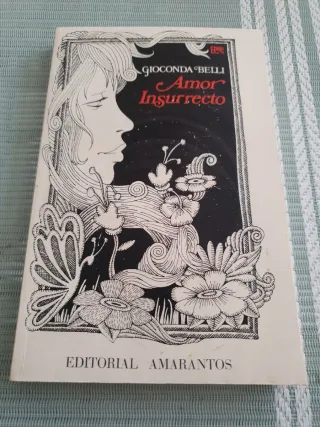 GIOCONDA BELLI
Amor
Insurrecto
EDITORIAL AMARANTOS